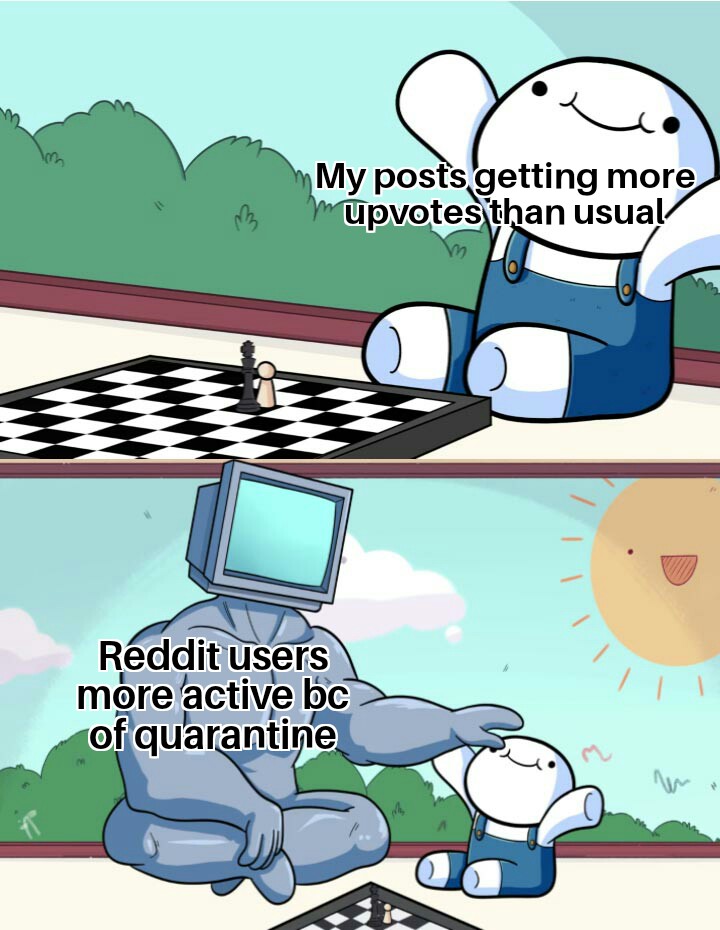 My posts getting more
upvotes than usual
Reddit users
more active bc
of quarantine